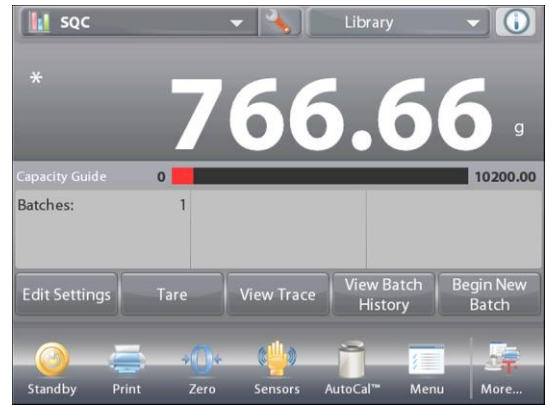 SQC Library
* 766.66 g
Capacity Guide 0 10200.00
Batches: 1
Edit Settings Tare View Trace View Batch History Begin New Batch
Standby Print Zero Sensors AutoCal™ Menu More...